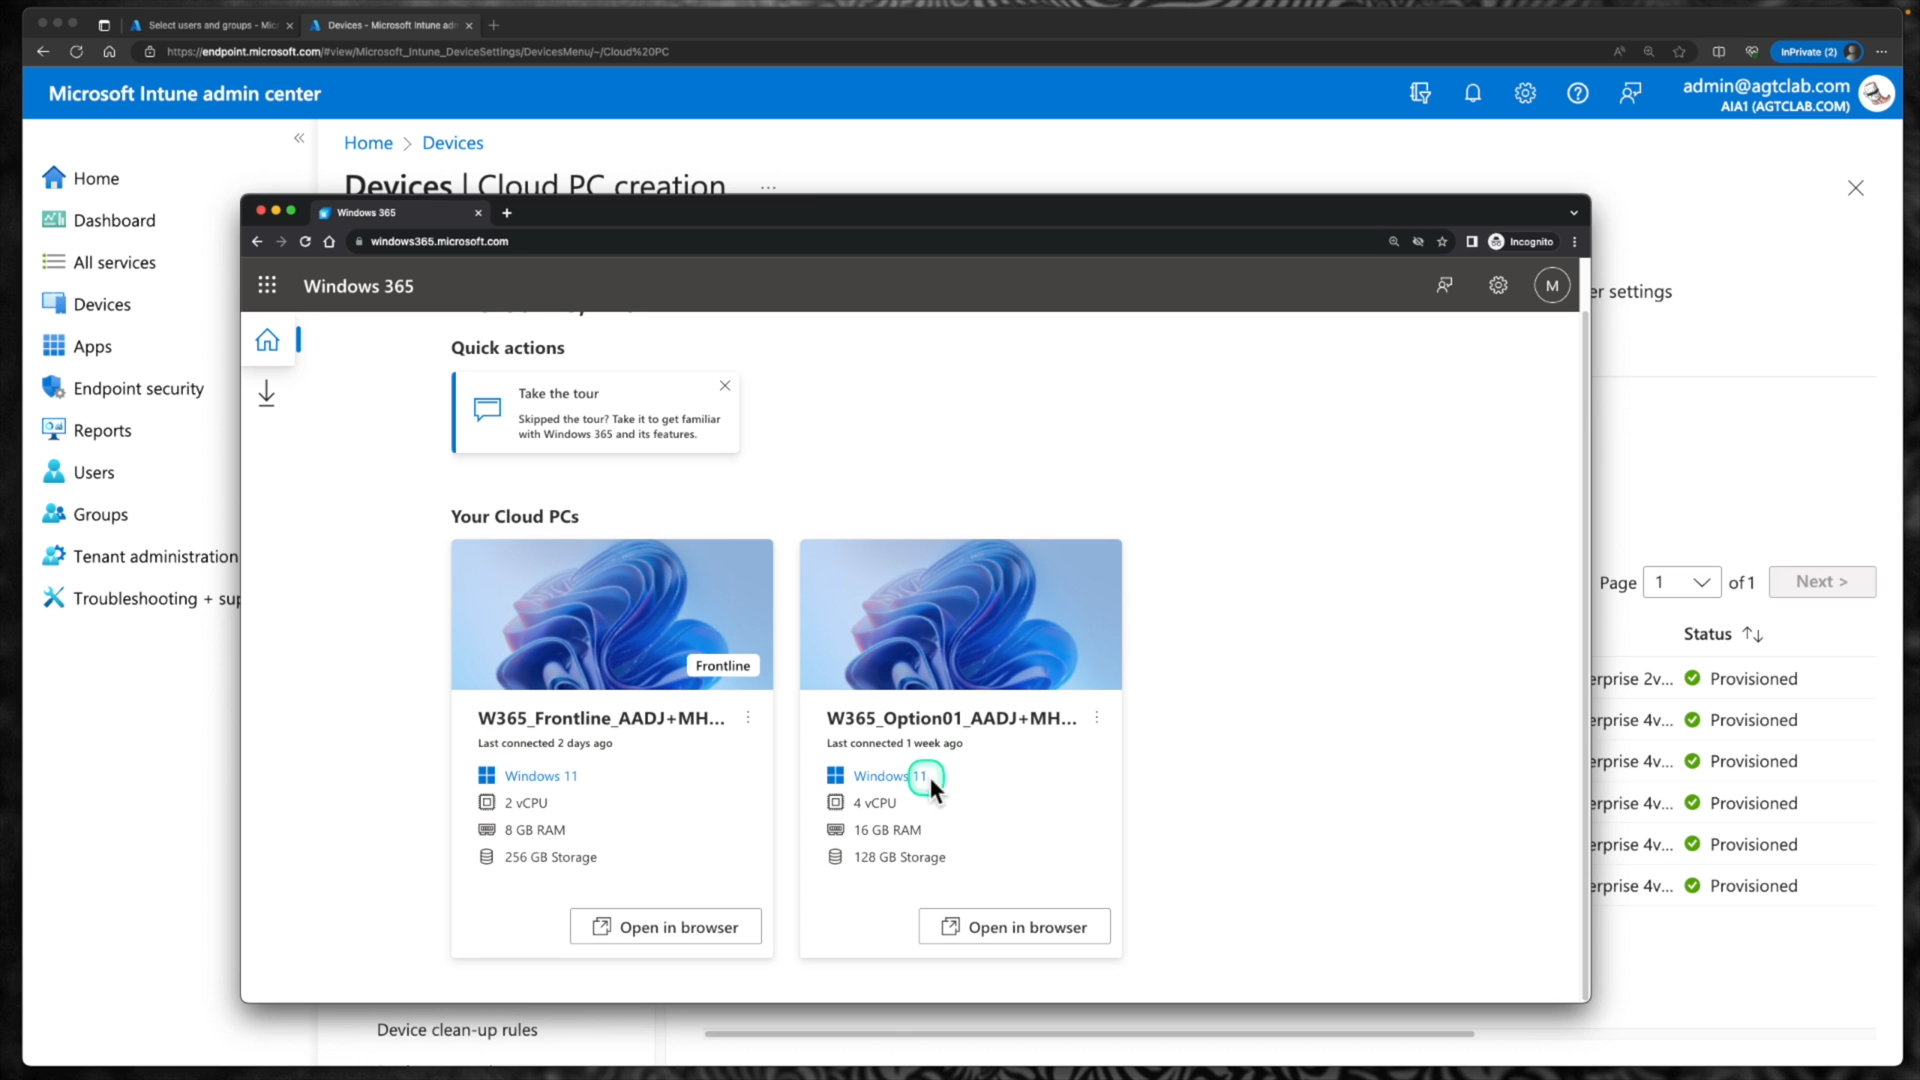 Select users and groups - Mic
Devices - Microsoft Intune adm
https://endpoint.microsoft.com/#view/Microsoft_Intune_DeviceSettings/DevicesMenu/~/Cloud%20PC
InPrivate (2)
Microsoft Intune admin center
admin@agtclab.com
AIA1 (AGTCLAB.COM)
Home > Devices
Devices | Cloud PC creation ...
Home
Dashboard
All services
Devices
Apps
Endpoint security
Reports
Users
Groups
Tenant administration
Troubleshooting + sup
Windows 365
windows365.microsoft.com
Incognito
Windows 365
M
er settings
Quick actions
Take the tour
Skipped the tour? Take it to get familiar
with Windows 365 and its features.
Your Cloud PCs
Frontline
W365_Frontline_AADJ+MH...
Last connected 2 days ago
Windows 11
2 vCPU
8 GB RAM
256 GB Storage
Open in browser
W365_Option01_AADJ+MH...
Last connected 1 week ago
Windows 11
4 vCPU
16 GB RAM
128 GB Storage
Open in browser
Page 1 of 1 Next >
Status
erprise 2v... Provisioned
erprise 4v... Provisioned
erprise 4v... Provisioned
erprise 4v... Provisioned
erprise 4v... Provisioned
erprise 4v... Provisioned
Device clean-up rules